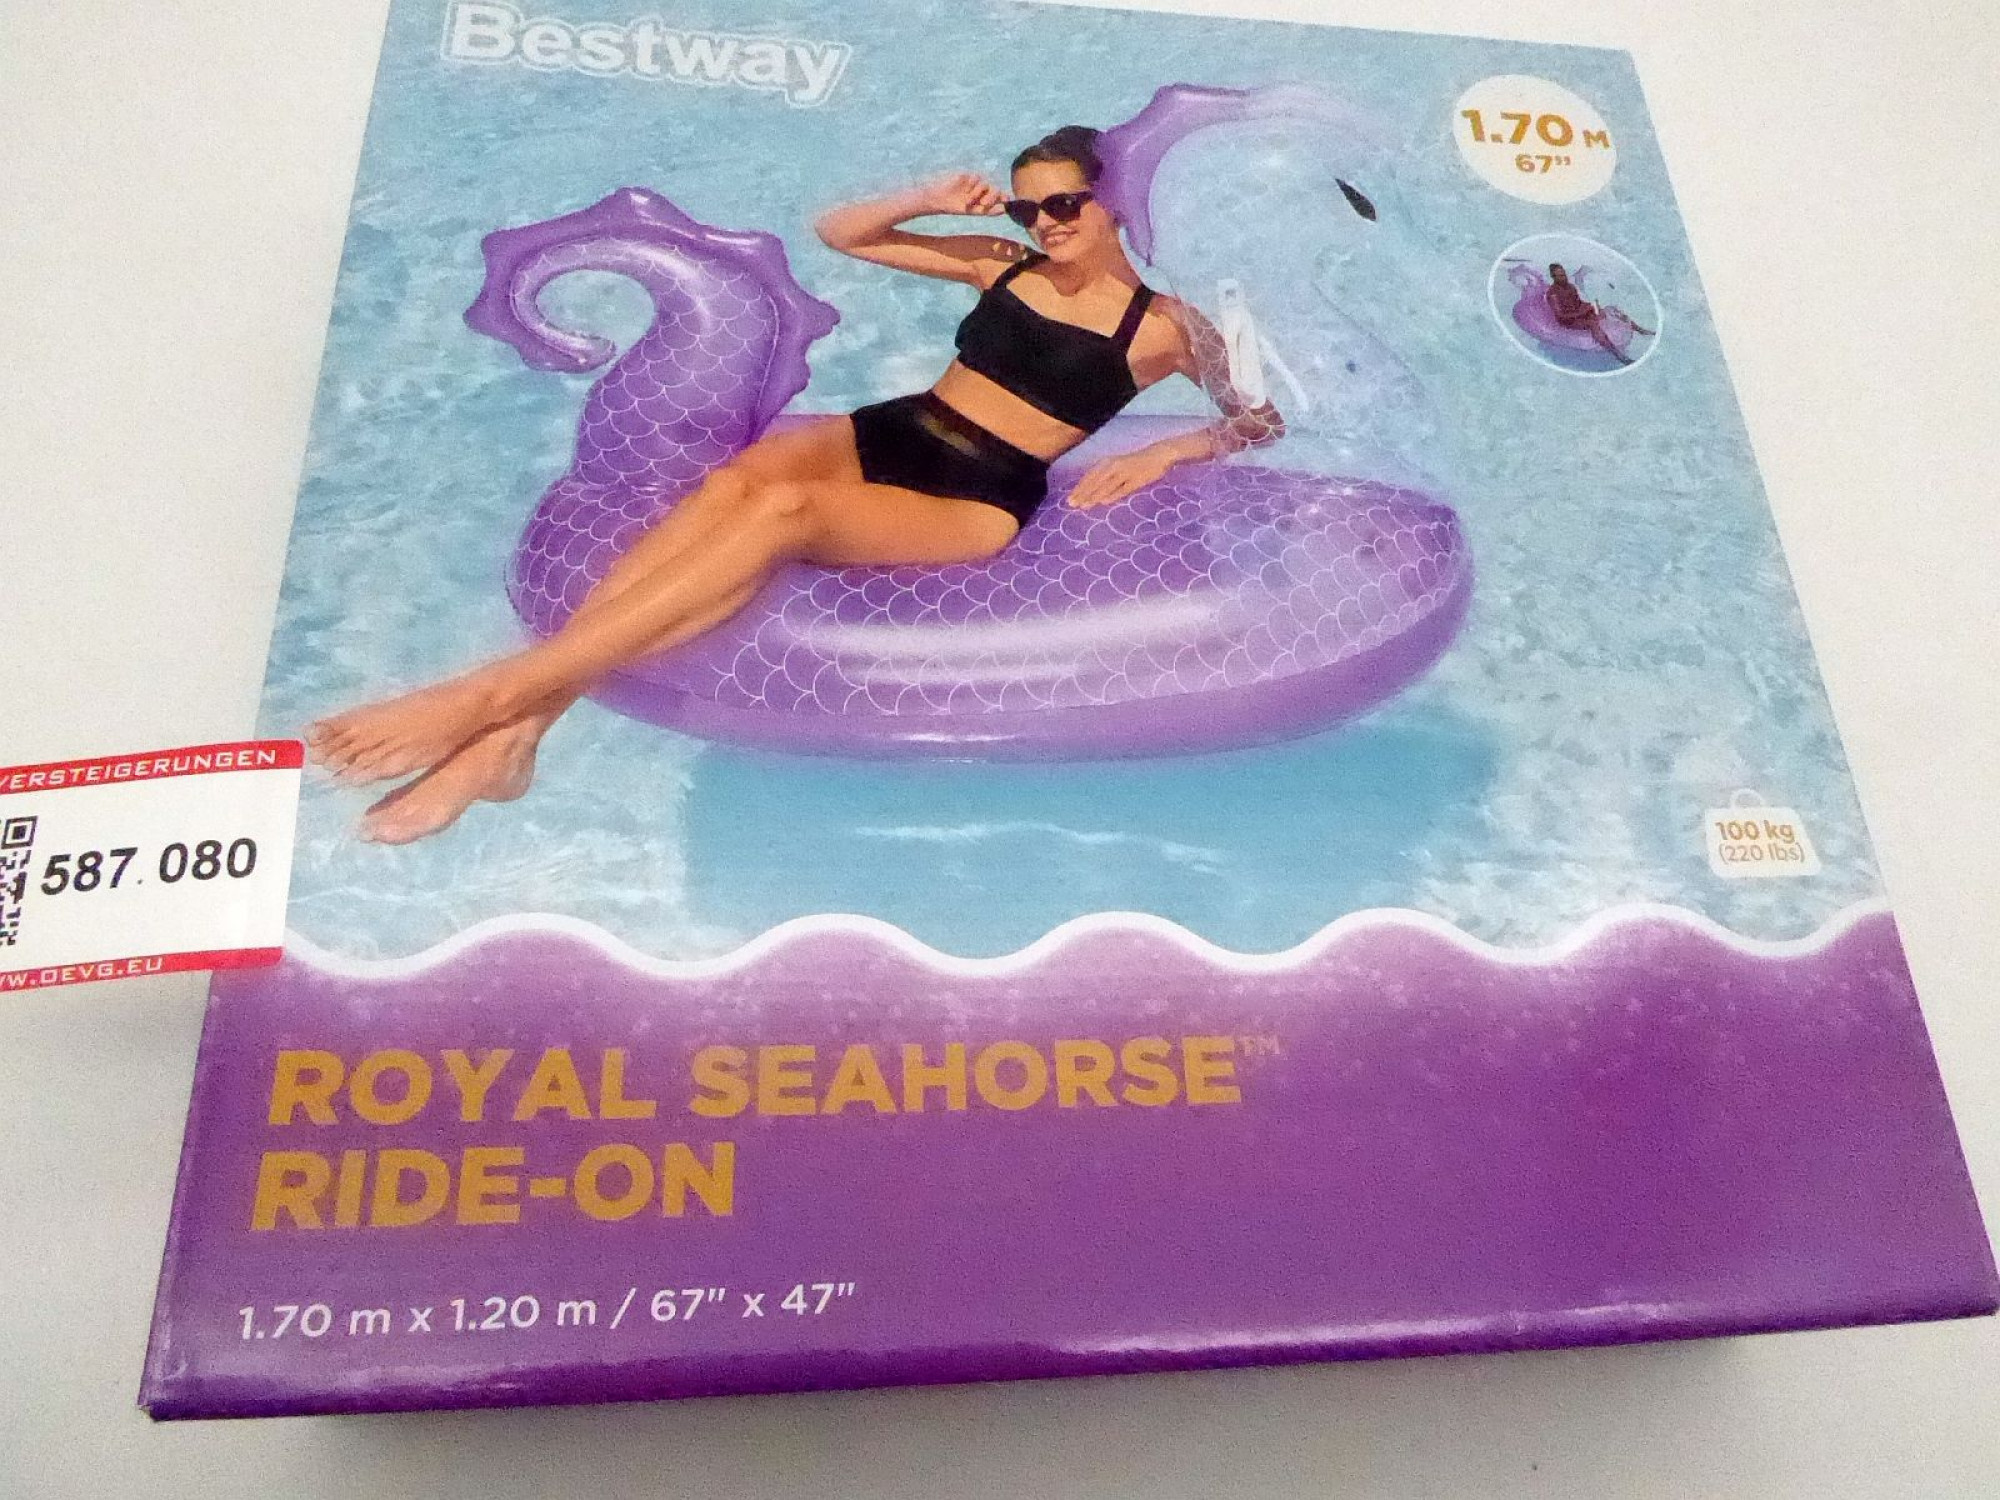 Bestway
1.70 M
67"
100 kg
(220 lbs)
VERSTEIGERUNGEN
587.080
WW.OEVG.EU
ROYAL SEAHORSE™
RIDE-ON
1.70 m x 1.20 m / 67" x 47"